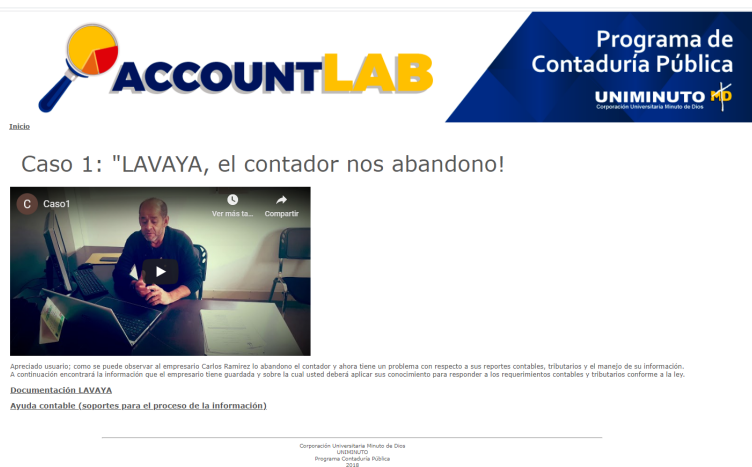 ACCOUNTLAB
Programa de
Contaduría Pública
UNIMINUTO MD
Corporación Universitaria Minuto de Dios
Inicio
Caso 1: "LAVAYA, el contador nos abandono!
C Caso1
Ver más ta... Compartir
Apreciado usuario; como se puede observar al empresario Carlos Ramirez lo abandono el contador y ahora tiene un problema con respecto a sus reportes contables, tributarios y el manejo de su información.
A continuación encontrará la información que el empresario tiene guardada y sobre la cual usted deberá aplicar sus conocimiento para responder a los requerimientos contables y tributarios conforme a la ley.
Documentación LAVAYA
Ayuda contable (soportes para el proceso de la información)
Corporación Universitaria Minuto de Dios
UNIMINUTO
Programa Contaduría Pública
2018